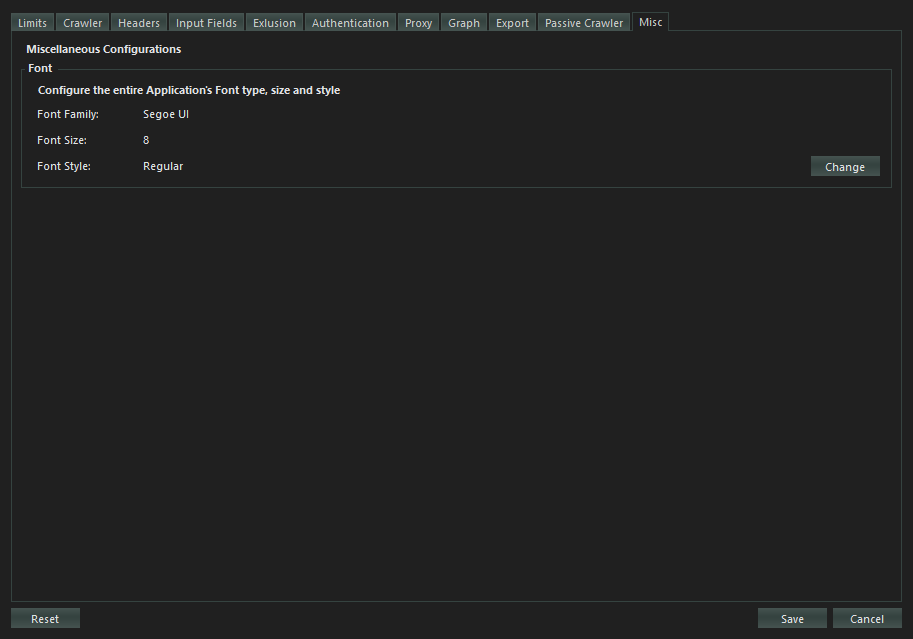 Limits Crawler Headers Input Fields Exlusion Authentication Proxy Graph Export Passive Crawler Misc
Miscellaneous Configurations
Font
Configure the entire Application's Font type, size and style
Font Family: Segoe UI
Font Size: 8
Font Style: Regular
Change
Reset Save Cancel